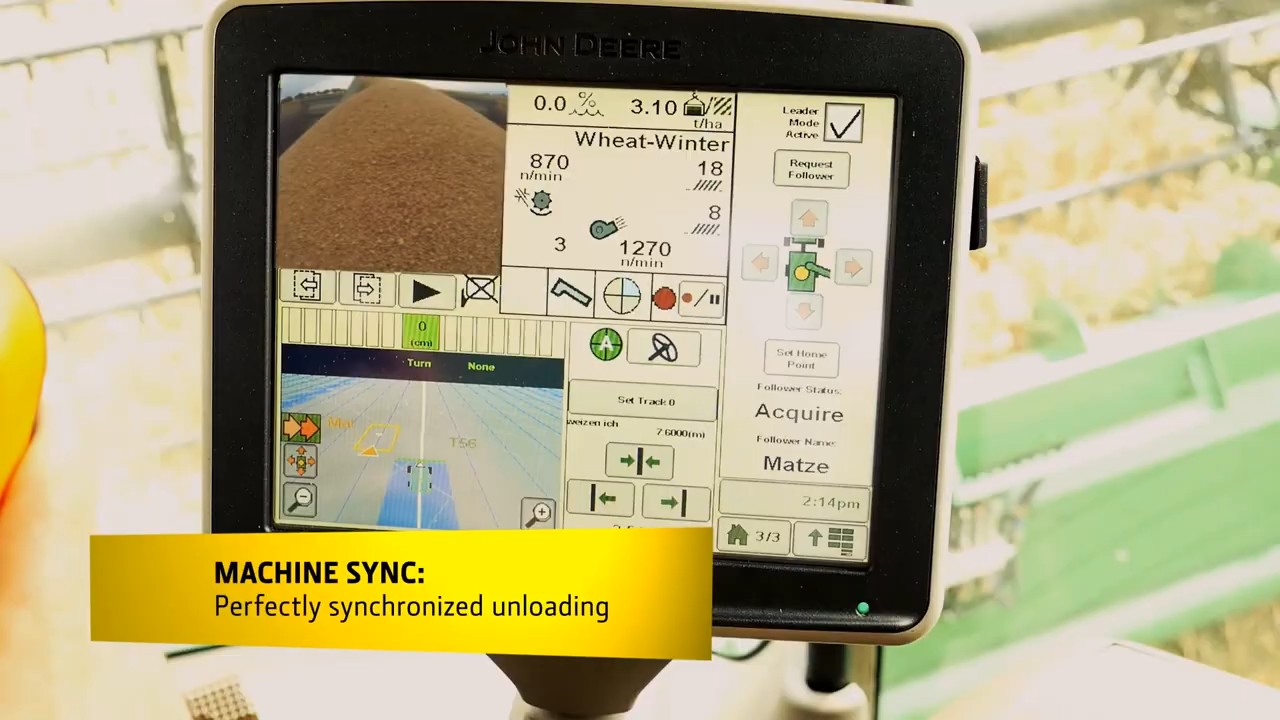 JOHN DEERE
0.0 %
3.10
t/ha
Wheat-Winter
870
n/min
18
8
3
1270
n/min
Leader
Mode
Active
Request
Follower
Set Home
Point
Follower Status:
Acquire
Follower Name:
Matze
2:14pm
3/3
0
(cm)
Turn None
A
Set Track 0
weizen ich
7.6000(m)
T56
MACHINE SYNC:
Perfectly synchronized unloading